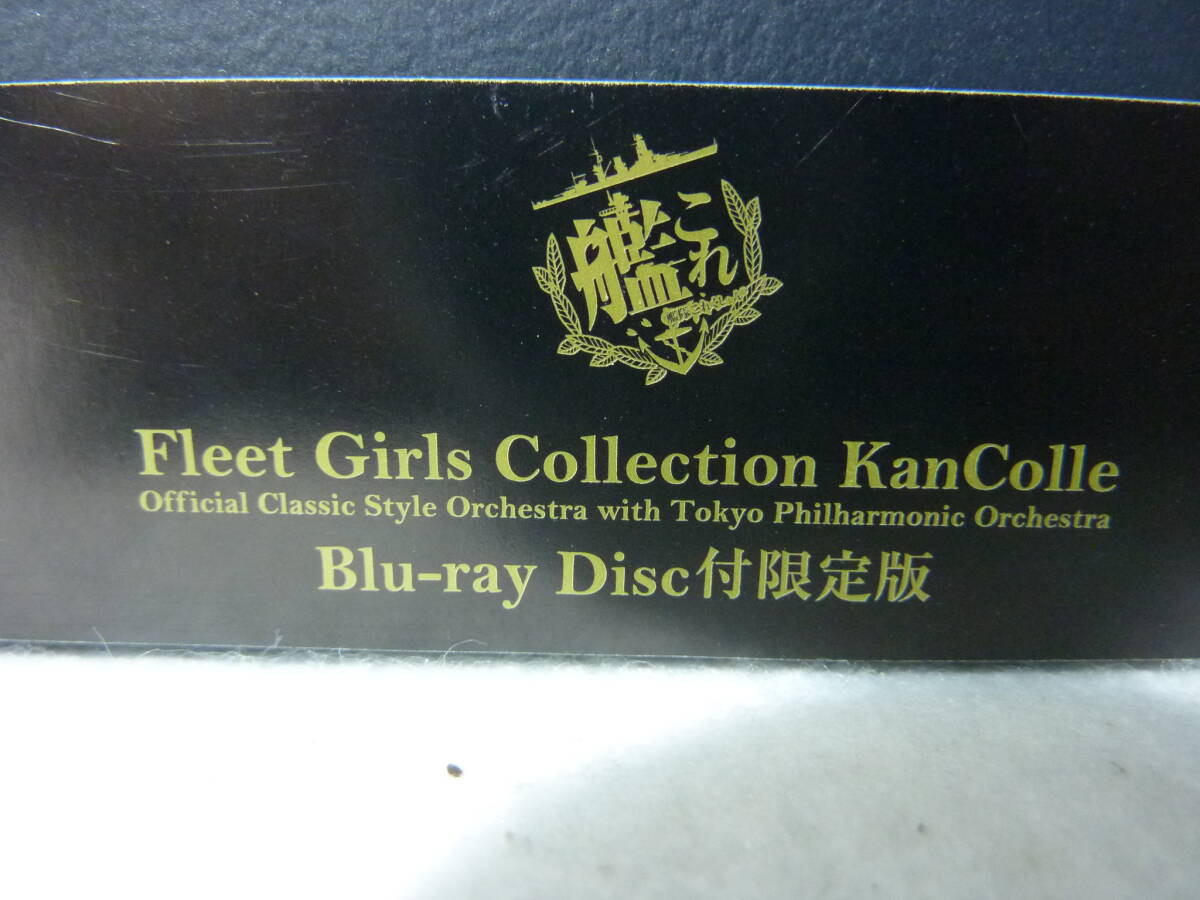 艦これ
Fleet Girls Collection KanColle
Official Classic Style Orchestra with Tokyo Philharmonic Orchestra
Blu-ray Disc付限定版